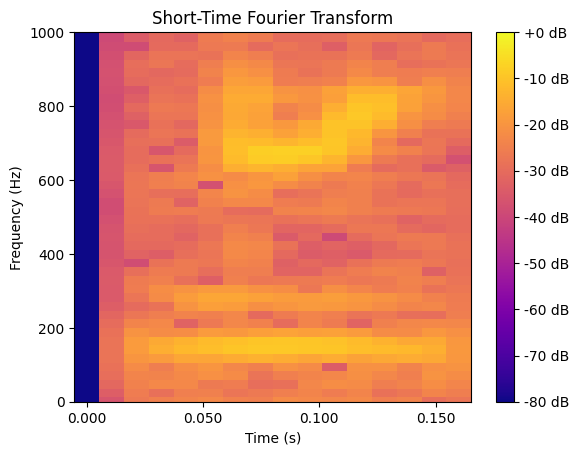 Short-Time Fourier Transform
1000
800
600
400
200
0
Frequency (Hz)
0.000
0.050
0.100
0.150
Time (s)
+0 dB
-10 dB
-20 dB
-30 dB
-40 dB
-50 dB
-60 dB
-70 dB
-80 dB